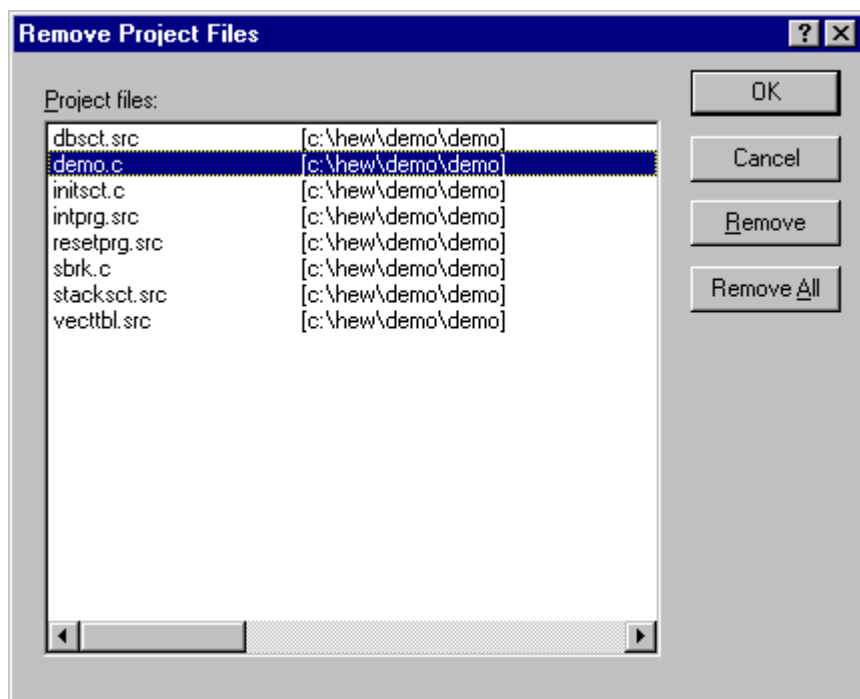 Remove Project Files
Project files:
dbsct.src [c:\hew\demo\demo]
demo.c [c:\hew\demo\demo]
initsct.c [c:\hew\demo\demo]
intprg.src [c:\hew\demo\demo]
resetprg.src [c:\hew\demo\demo]
sbrk.c [c:\hew\demo\demo]
stacksct.src [c:\hew\demo\demo]
vecttbl.src [c:\hew\demo\demo]
OK
Cancel
Remove
Remove All